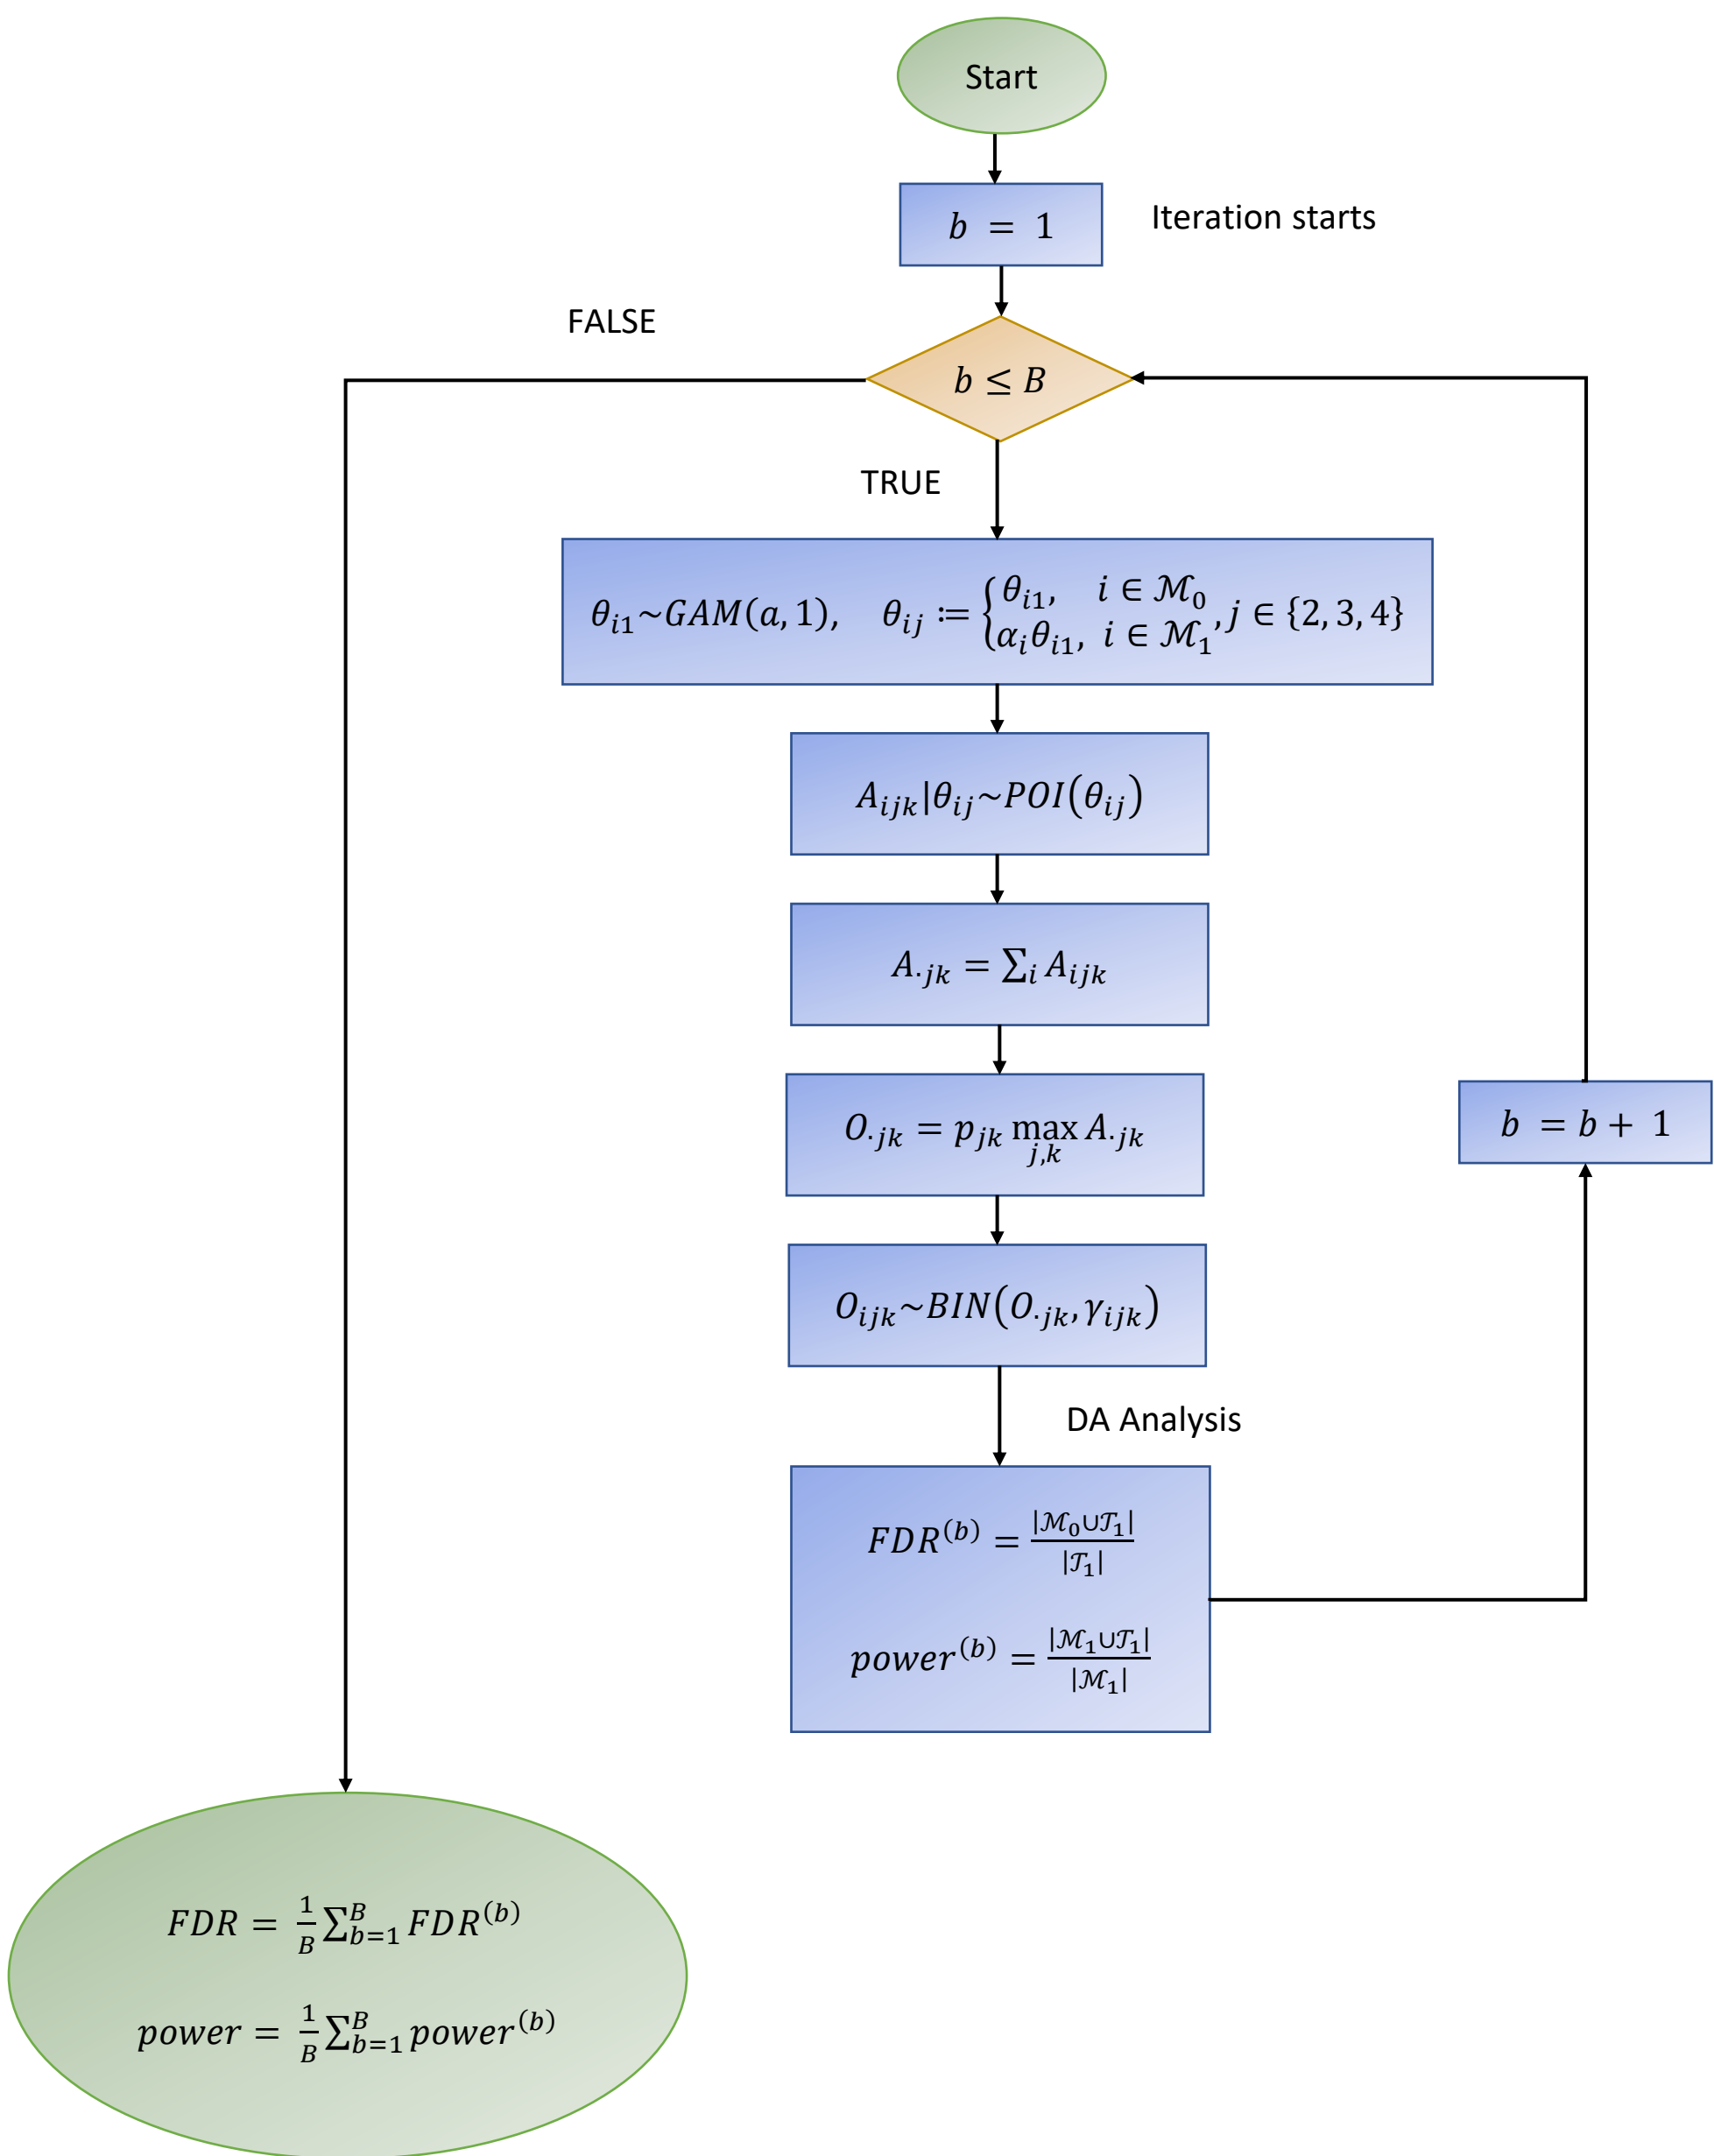 Start
b = 1
Iteration starts
FALSE
b ≤ B
TRUE
θ_{i1}~GAM(a, 1), θ_{ij} ≔ {θ_{i1}, i ∈ ℳ_0
α_iθ_{i1}, i ∈ ℳ_1 , j ∈ {2, 3, 4}
A_{ijk}|θ_{ij}~POI(θ_{ij})
A_{·jk} = ∑_i A_{ijk}
O_{·jk} = p_{jk} max_{j,k} A_{·jk}
b = b + 1
O_{ijk}~BIN(O_{·jk}, γ_{ijk})
DA Analysis
FDR^{(b)} = |ℳ_0∪𝒯_1| / |𝒯_1|
power^{(b)} = |ℳ_1∪𝒯_1| / |ℳ_1|
FDR = 1/B ∑_{b=1}^{B} FDR^{(b)}
power = 1/B ∑_{b=1}^{B} power^{(b)}